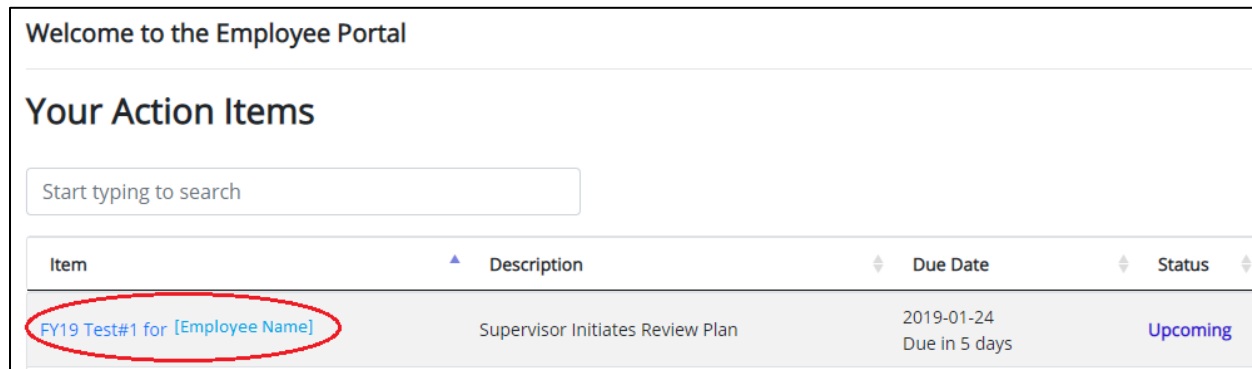 Welcome to the Employee Portal
Your Action Items
Start typing to search
Item Description Due Date Status
FY19 Test#1 for [Employee Name] Supervisor Initiates Review Plan 2019-01-24 Upcoming
Due in 5 days